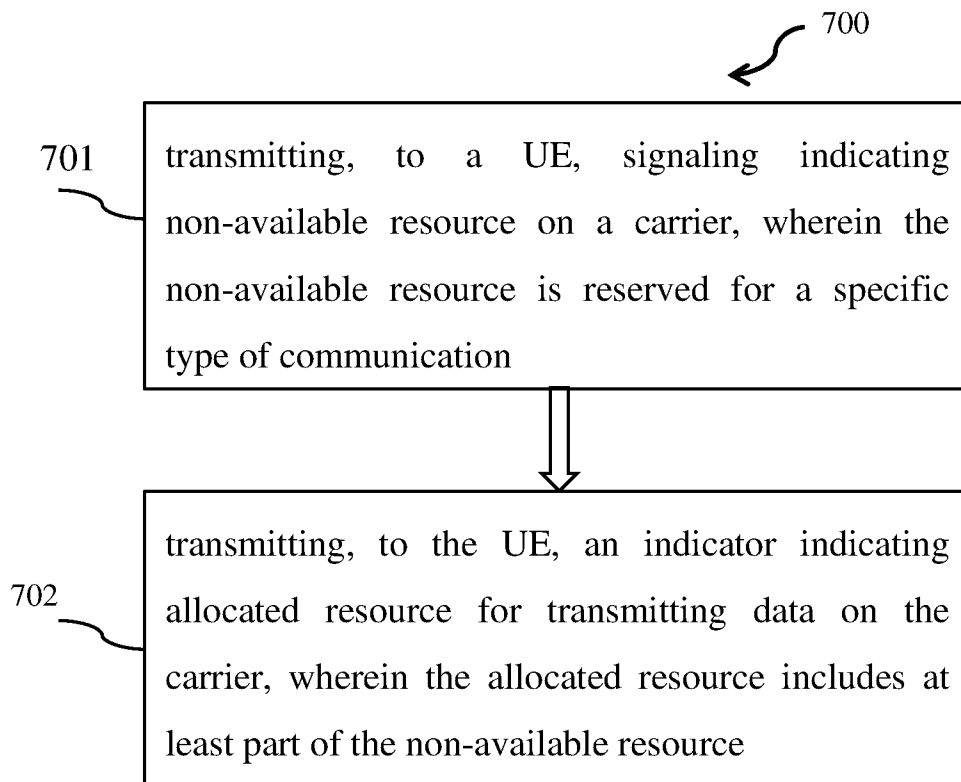 700
701
transmitting, to a UE, signaling indicating
non-available resource on a carrier, wherein the
non-available resource is reserved for a specific
type of communication
702
transmitting, to the UE, an indicator indicating
allocated resource for transmitting data on the
carrier, wherein the allocated resource includes at
least part of the non-available resource